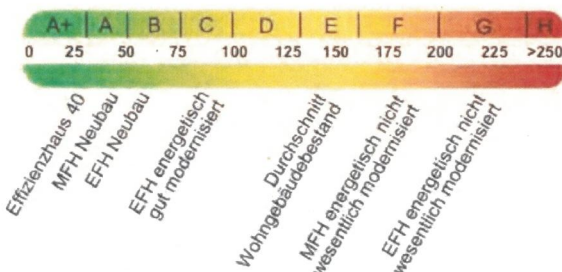 A+ A B C D E F G H
0 25 50 75 100 125 150 175 200 225 >250
Effizienzhaus 40
MFH Neubau
EFH Neubau
EFH energetisch
gut modernisiert
Durchschnitt
Wohngebäudebestand
MFH energetisch nicht
wesentlich modernisiert
EFH energetisch nicht
wesentlich modernisiert